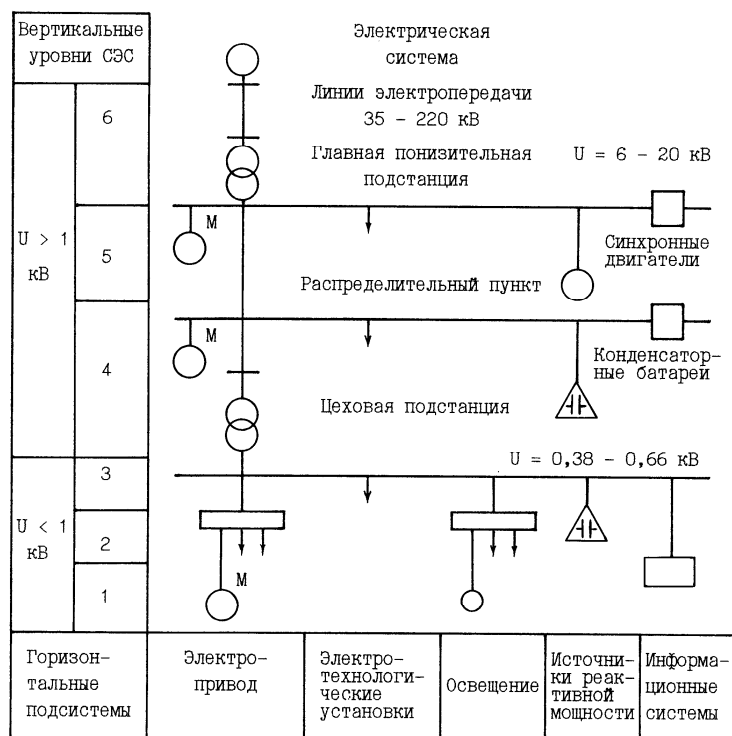 Вертикальные
уровни СЭС
Электрическая
система
Линии электропередачи
35 - 220 кВ
6
Главная понизительная
подстанция
U = 6 - 20 кВ
U > 1
кВ
М
5
Синхронные
двигатели
Распределительный пункт
М
4
Конденсатор-
ные батарей
Цеховая подстанция
3
U = 0,38 - 0,66 кВ
U < 1
кВ
2
М
1
Горизон-
тальные
подсистемы
Электро-
привод
Электро-
технологи-
ческие
установки
Освещение
Источни-
ки реак-
тивной
мощности
Информа-
ционные
системы